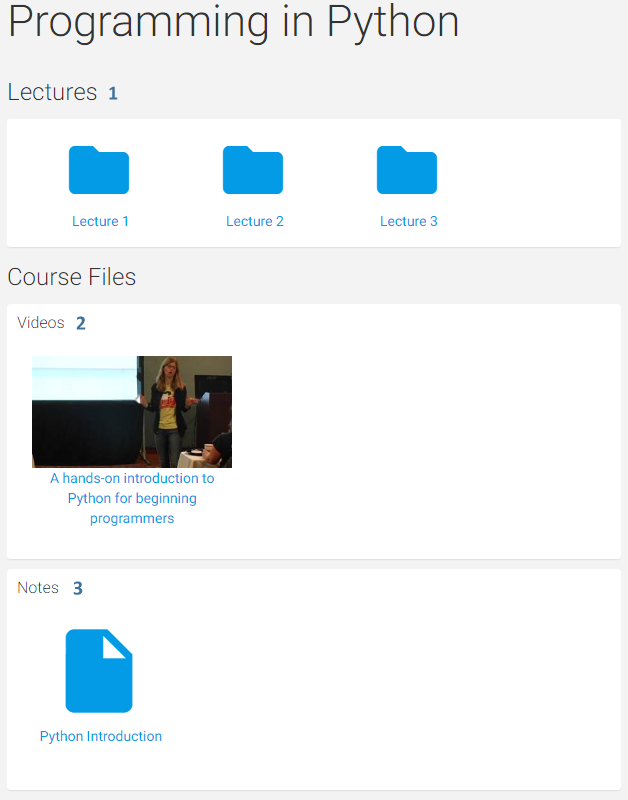 Programming in Python
Lectures 1
Lecture 1 Lecture 2 Lecture 3
Course Files
Videos 2
A hands-on introduction to
Python for beginning
programmers
Notes 3
Python Introduction